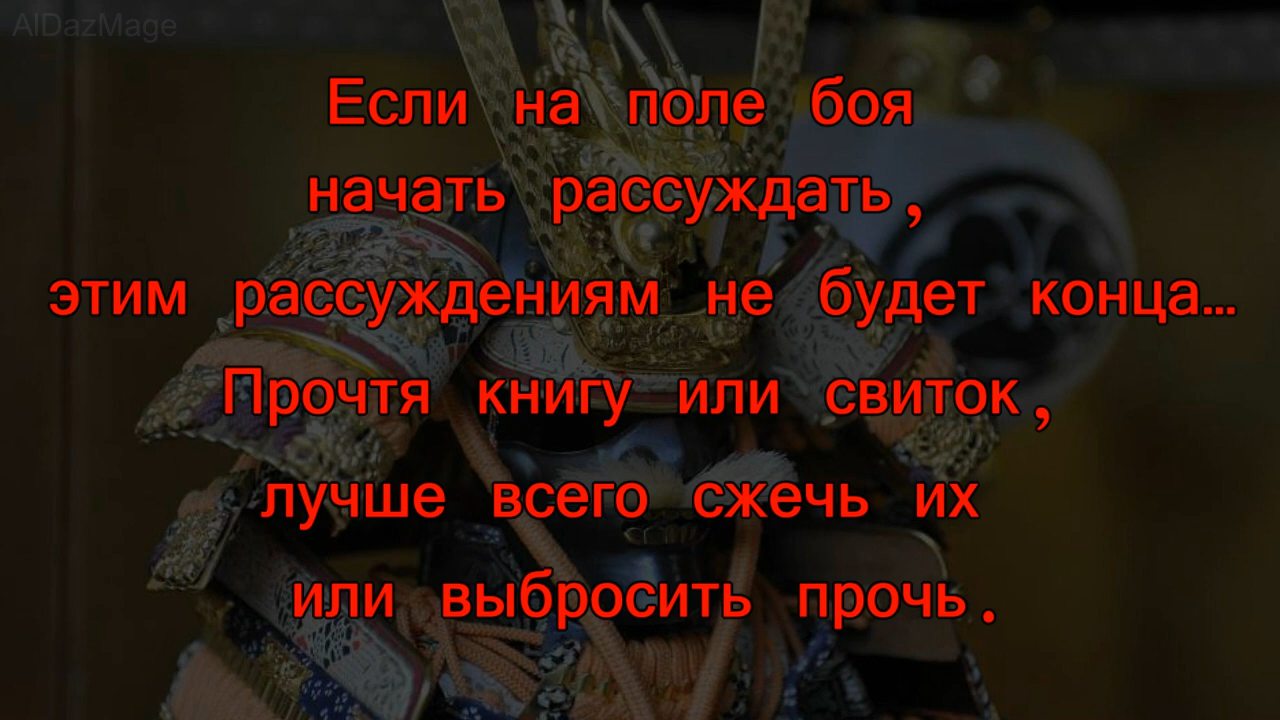 AlDazMage
Если на поле боя
начать рассуждать,
этим рассуждениям не будет конца…
Прочтя книгу или свиток,
лучше всего сжечь их
или выбросить прочь.